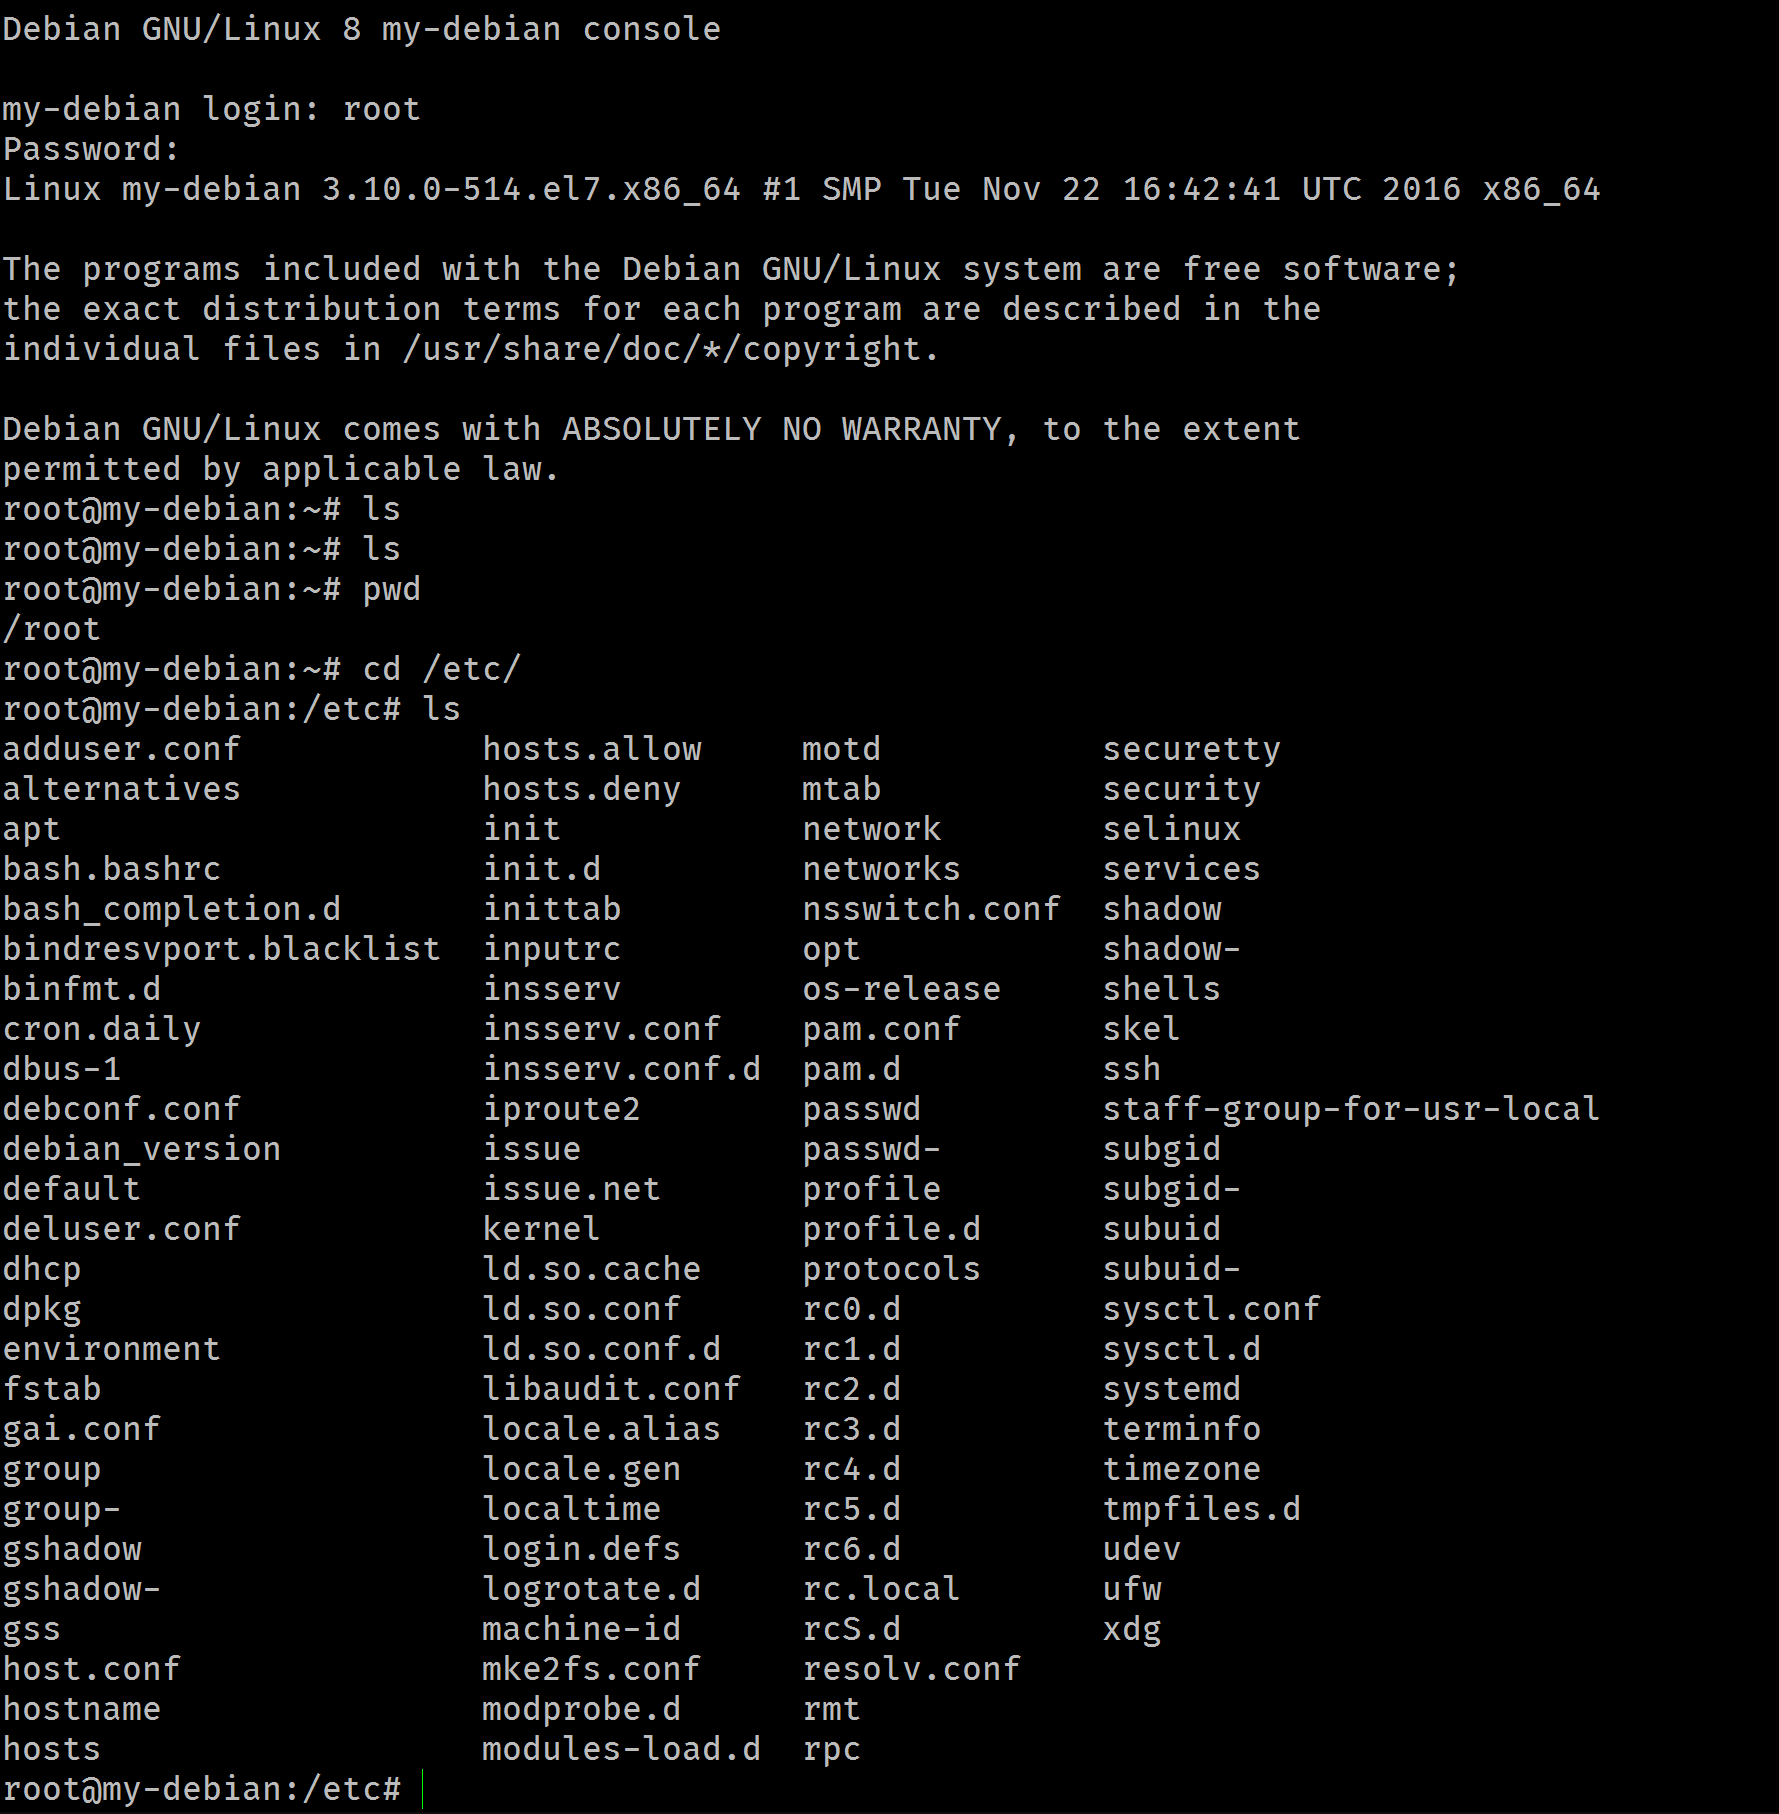 Debian GNU/Linux 8 my-debian console
my-debian login: root
Password:
Linux my-debian 3.10.0-514.el7.x86_64 #1 SMP Tue Nov 22 16:42:41 UTC 2016 x86_64
The programs included with the Debian GNU/Linux system are free software;
the exact distribution terms for each program are described in the
individual files in /usr/share/doc/*/copyright.
Debian GNU/Linux comes with ABSOLUTELY NO WARRANTY, to the extent
permitted by applicable law.
root@my-debian:~# ls
root@my-debian:~# ls
root@my-debian:~# pwd
/root
root@my-debian:~# cd /etc/
root@my-debian:/etc# ls
adduser.conf hosts.allow motd securetty
alternatives hosts.deny mtab security
apt init network selinux
bash.bashrc init.d networks services
bash_completion.d inittab nsswitch.conf shadow
bindresvport.blacklist inputrc opt shadow-
binfmt.d insserv os-release shells
cron.daily insserv.conf pam.conf skel
dbus-1 insserv.conf.d pam.d ssh
debconf.conf iproute2 passwd staff-group-for-usr-local
debian_version issue passwd- subgid
default issue.net profile subgid-
deluser.conf kernel profile.d subuid
dhcp ld.so.cache protocols subuid-
dpkg ld.so.conf rc0.d sysctl.conf
environment ld.so.conf.d rc1.d sysctl.d
fstab libaudit.conf rc2.d systemd
gai.conf locale.alias rc3.d terminfo
group locale.gen rc4.d timezone
group- localtime rc5.d tmpfiles.d
gshadow login.defs rc6.d udev
gshadow- logrotate.d rc.local ufw
gss machine-id rcS.d xdg
host.conf mke2fs.conf resolv.conf
hostname modprobe.d rmt
hosts modules-load.d rpc
root@my-debian:/etc#